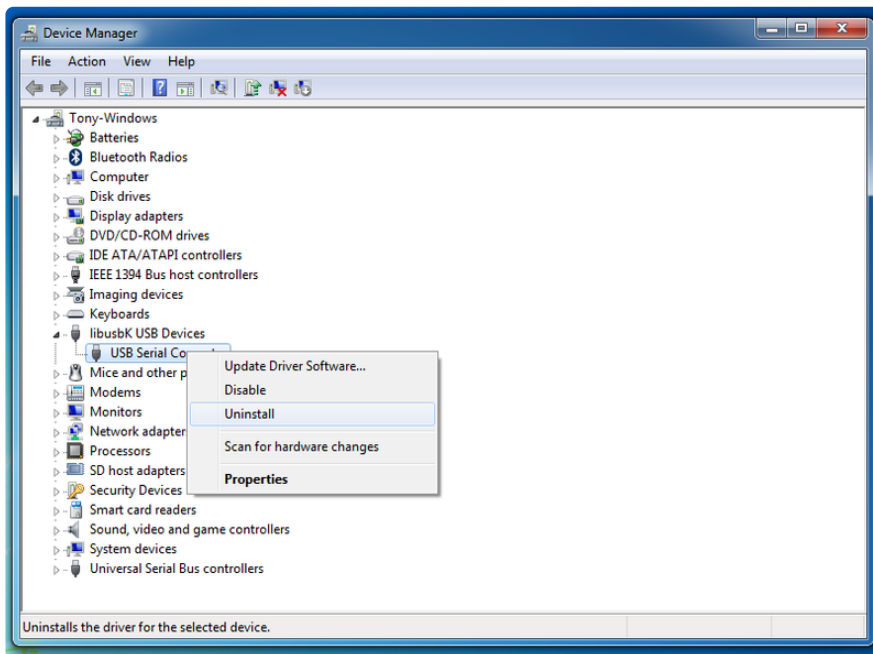 Device Manager
File Action View Help
Tony-Windows
Batteries
Bluetooth Radios
Computer
Disk drives
Display adapters
DVD/CD-ROM drives
IDE ATA/ATAPI controllers
IEEE 1394 Bus host controllers
Imaging devices
Keyboards
libusbK USB Devices
USB Serial
Mice and other
Modems
Monitors
Network adapter
Processors
SD host adapters
Security Devices
Smart card readers
Sound, video and game controllers
System devices
Universal Serial Bus controllers
Update Driver Software...
Disable
Uninstall
Scan for hardware changes
Properties
Uninstalls the driver for the selected device.